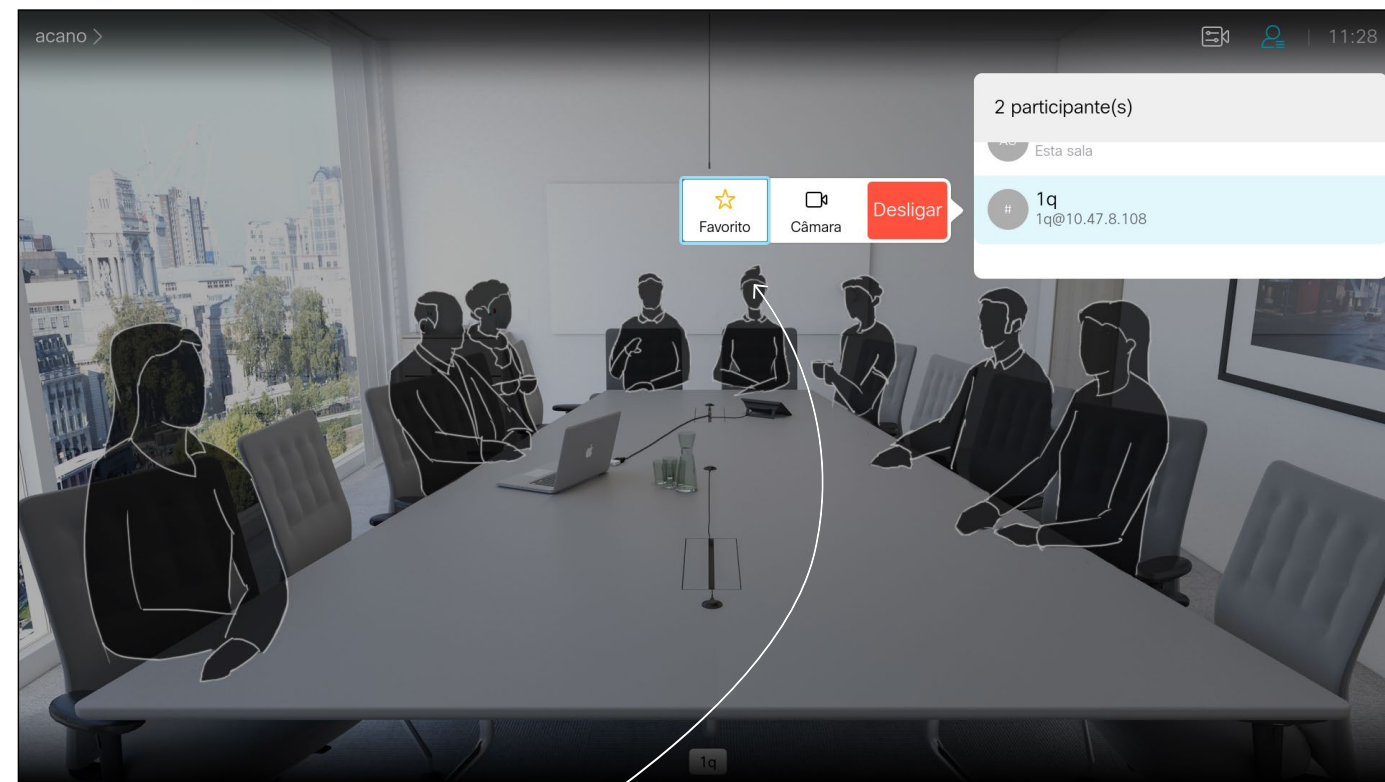 acano >
11:28
2 participante(s)
Esta sala
1q
1q@10.47.8.108
#
Favorito
Câmara
Desligar
1q